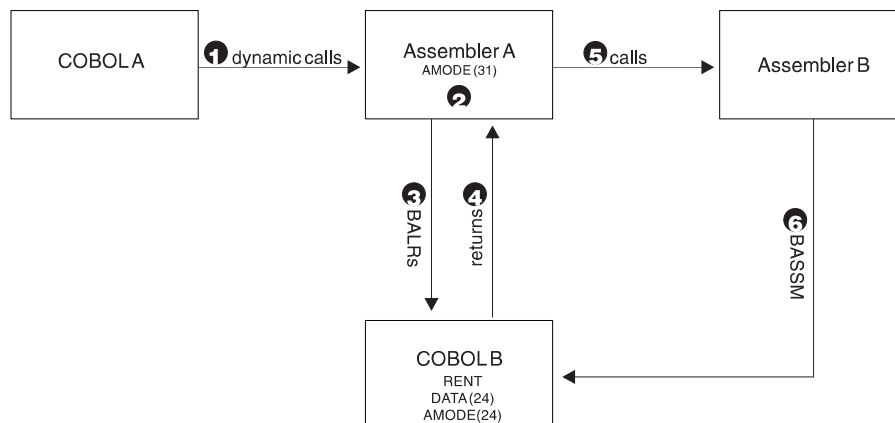 COBOL A
1 dynamic calls
Assembler A
AMODE (31)
2
5 calls
Assembler B
3 BALRs
4 returns
6 BASSM
COBOL B
RENT
DATA (24)
AMODE (24)